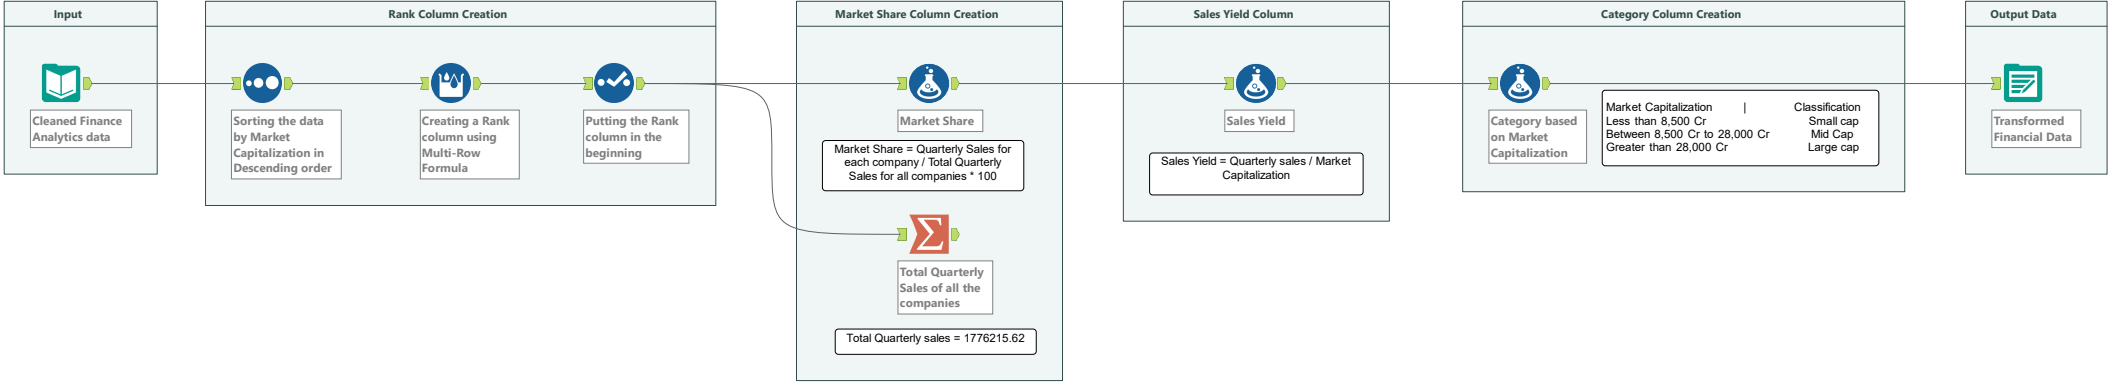 Input
Cleaned Finance
Analytics data
Rank Column Creation
Sorting the data
by Market
Capitalization in
Descending order
Creating a Rank
column using
Multi-Row
Formula
Putting the Rank
column in the
beginning
Market Share Column Creation
Market Share
Market Share = Quarterly Sales for
each company / Total Quarterly
Sales for all companies * 100
Total Quarterly
Sales of all the
companies
Total Quarterly sales = 1776215.62
Sales Yield Column
Sales Yield
Sales Yield = Quarterly sales / Market
Capitalization
Category Column Creation
Category based
on Market
Capitalization
Market Capitalization | Classification
Less than 8,500 Cr Small cap
Between 8,500 Cr to 28,000 Cr Mid Cap
Greater than 28,000 Cr Large cap
Output Data
Transformed
Financial Data